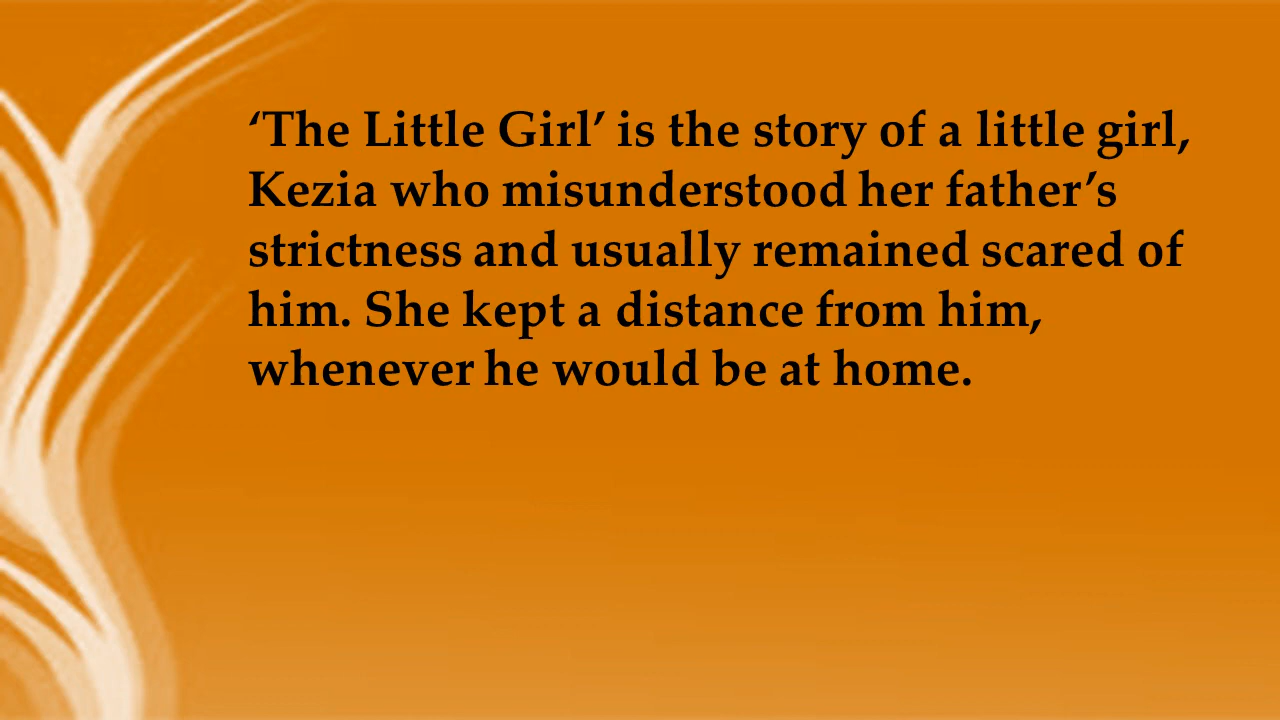 ‘The Little Girl’ is the story of a little girl,
Kezia who misunderstood her father’s
strictness and usually remained scared of
him. She kept a distance from him,
whenever he would be at home.